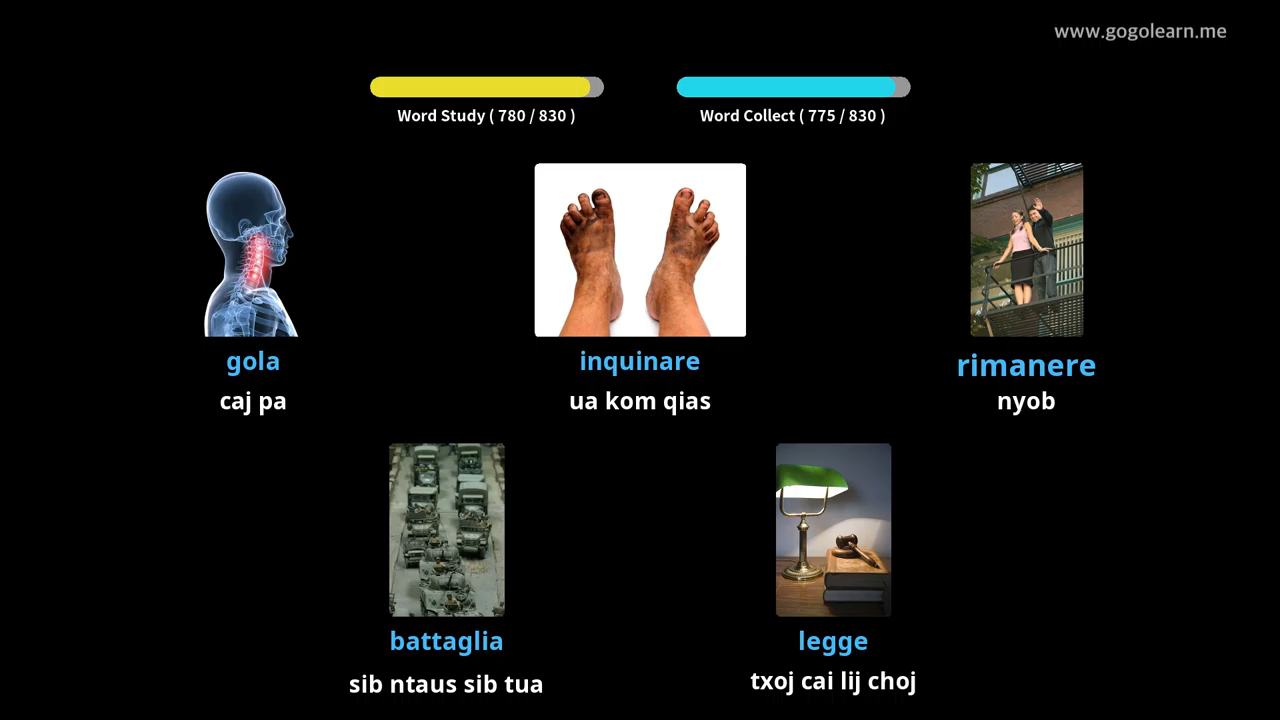 www.gogolearn.me
Word Study ( 780 / 830 )
Word Collect ( 775 / 830 )
gola
caj pa
inquinare
ua kom qias
rimanere
nyob
battaglia
sib ntaus sib tua
legge
txoj cai lij choj